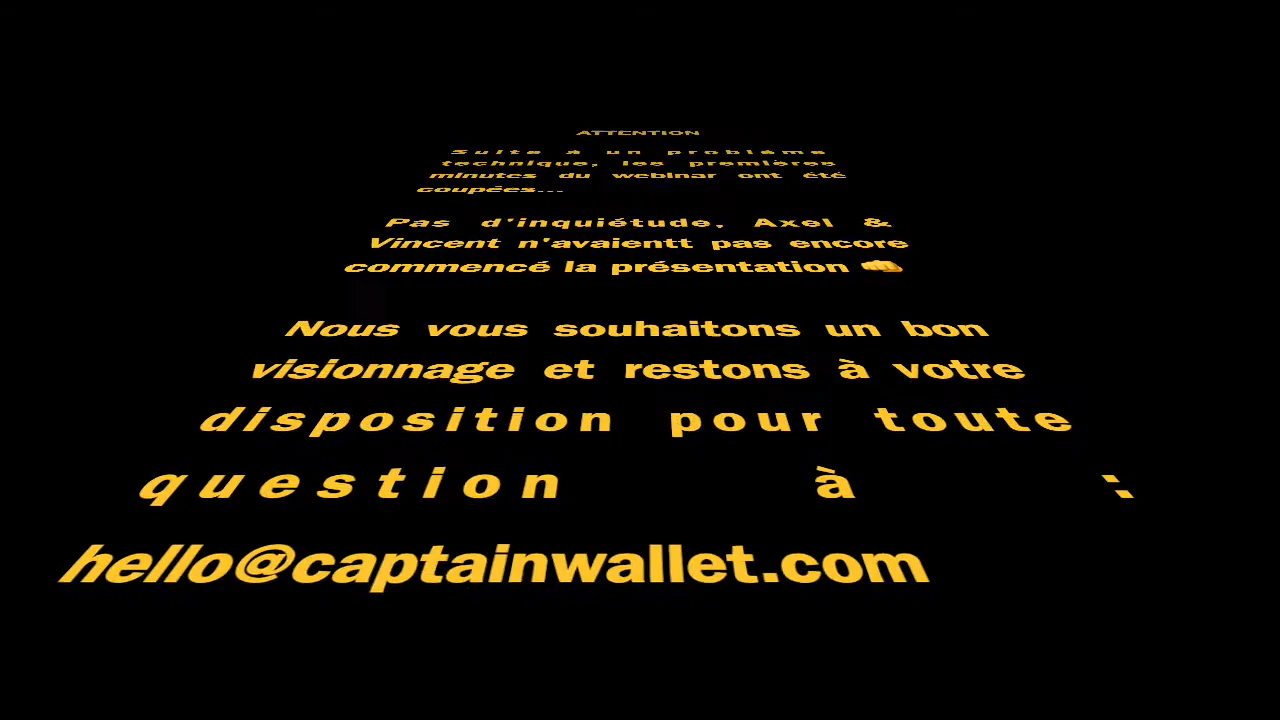 ATTENTION
Suite à un problème
technique, les premières
minutes du webinar ont été
coupées...
Pas d'inquiétude, Axel &
Vincent n'avaientt pas encore
commencé la présentation 👊
Nous vous souhaitons un bon
visionnage et restons à votre
disposition pour toute
question à :
hello@captainwallet.com